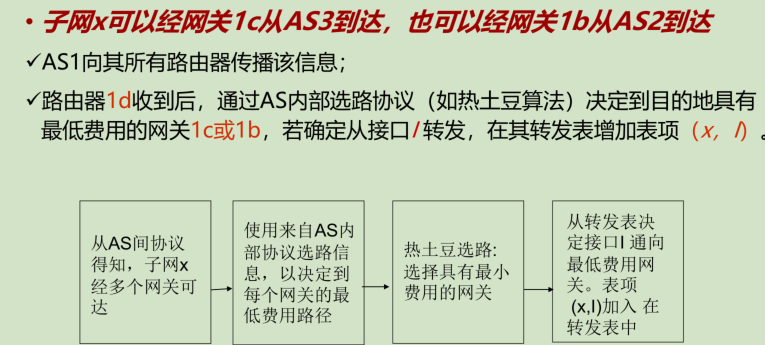 • 子网x可以经网关1c从AS3到达，也可以经网关1b从AS2到达
✓AS1向其所有路由器传播该信息；
✓路由器1d收到后，通过AS内部选路协议（如热土豆算法）决定到目的地具有
最低费用的网关1c或1b，若确定从接口I转发，在其转发表增加表项（x，I）。
从AS间协议
得知，子网x
经多个网关可
达
使用来自AS内
部协议选路信
息，以决定到
每个网关的最
低费用路径
热土豆选路:
选择具有最小
费用的网关
从转发表决
定接口I 通向
最低费用网
关。表项
(x,I)加入 在
转发表中